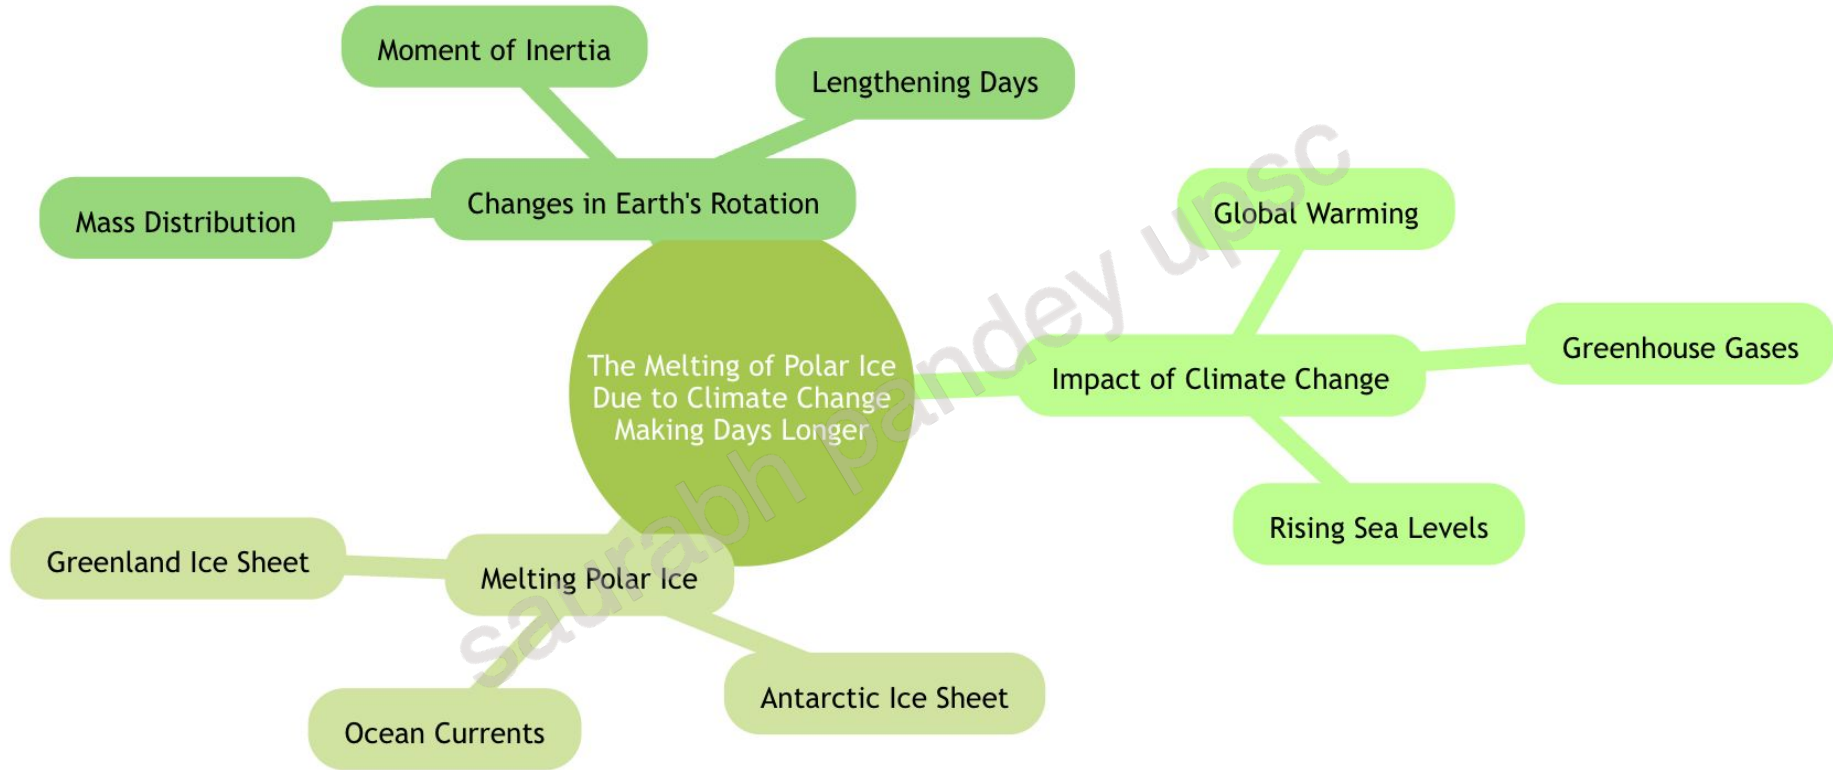 Moment of Inertia
Lengthening Days
Mass Distribution
Changes in Earth's Rotation
Global Warming
Greenhouse Gases
Impact of Climate Change
Rising Sea Levels
The Melting of Polar Ice
Due to Climate Change
Making Days Longer
Greenland Ice Sheet
Melting Polar Ice
Antarctic Ice Sheet
Ocean Currents
saurabh pandey upsc